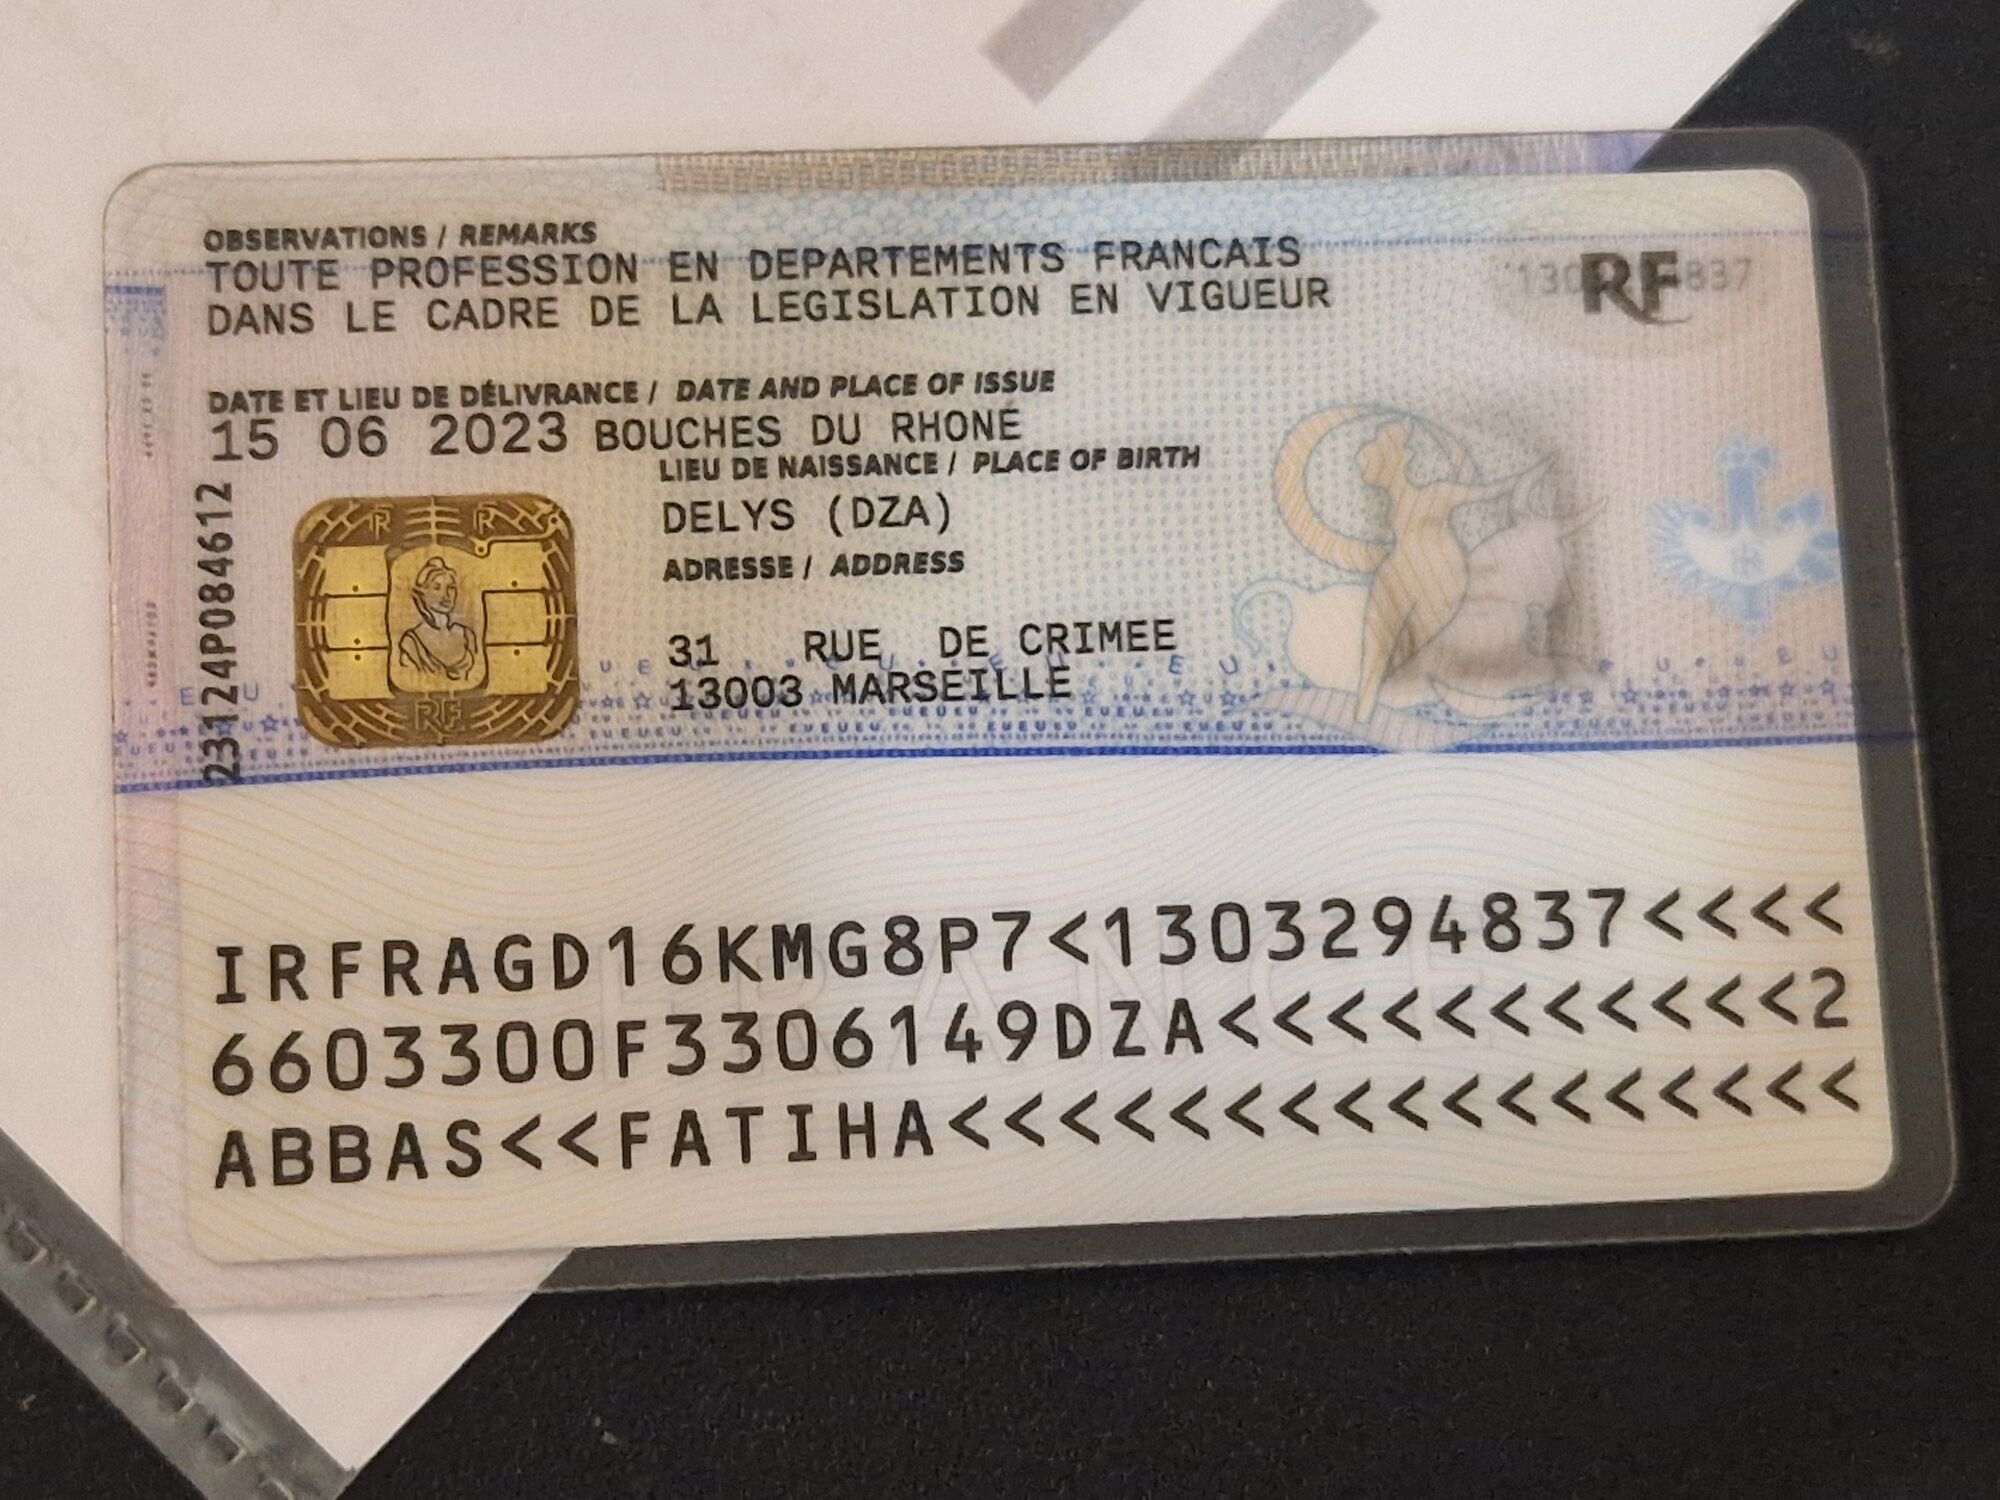 OBSERVATIONS / REMARKS
TOUTE PROFESSION EN DEPARTEMENTS FRANCAIS
DANS LE CADRE DE LA LEGISLATION EN VIGUEUR
RF
DATE ET LIEU DE DÉLIVRANCE / DATE AND PLACE OF ISSUE
15 06 2023 BOUCHES DU RHONE
LIEU DE NAISSANCE / PLACE OF BIRTH
DELYS (DZA)
ADRESSE / ADDRESS
31 RUE DE CRIMEE
13003 MARSEILLE
23124P084612
IRFRAGD16KMG8P7<1303294837<<<<
6603300F3306149DZA<<<<<<<<<<<2
ABBAS<<FATIHA<<<<<<<<<<<<<<<<<